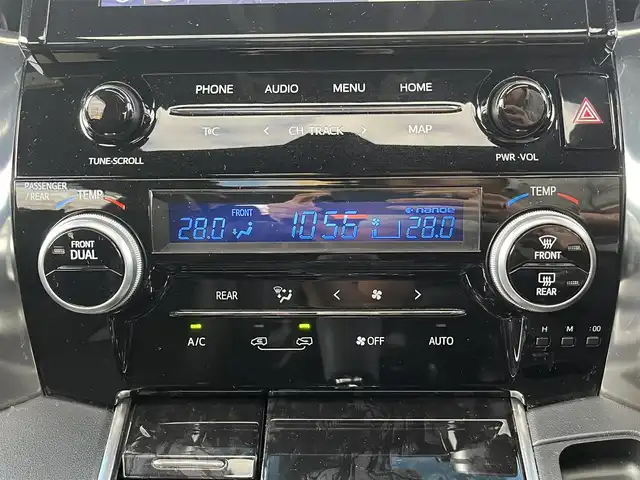 PHONE AUDIO MENU HOME
T·C < CH·TRACK > MAP
TUNE·SCROLL PWR·VOL
PASSENGER
/REAR
TEMP TEMP
FRONT
DUAL
28.0 FRONT 10:56 nanoe 28.0
FRONT
REAR
REAR < >
H M :00
A/C OFF AUTO